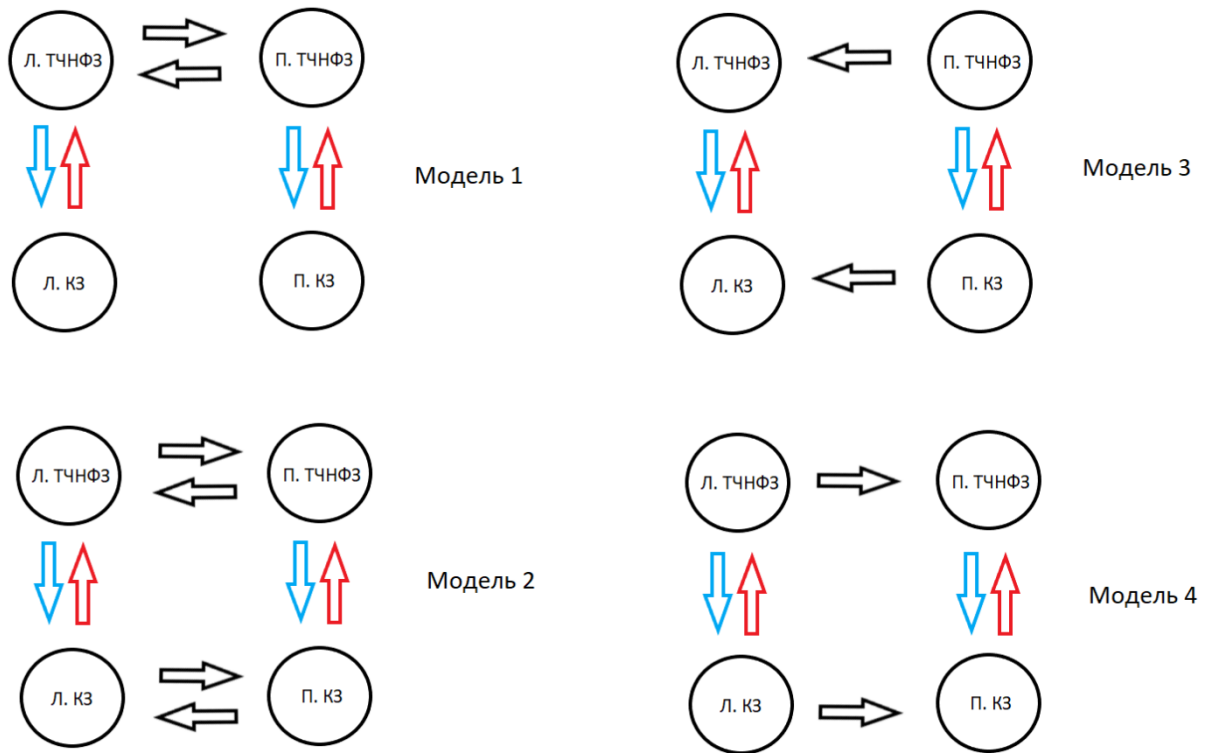 Л. ТЧНФЗ
П. ТЧНФЗ
Л. КЗ
П. КЗ
Модель 1
Л. ТЧНФЗ
П. ТЧНФЗ
Л. КЗ
П. КЗ
Модель 3
Л. ТЧНФЗ
П. ТЧНФЗ
Л. КЗ
П. КЗ
Модель 2
Л. ТЧНФЗ
П. ТЧНФЗ
Л. КЗ
П. КЗ
Модель 4